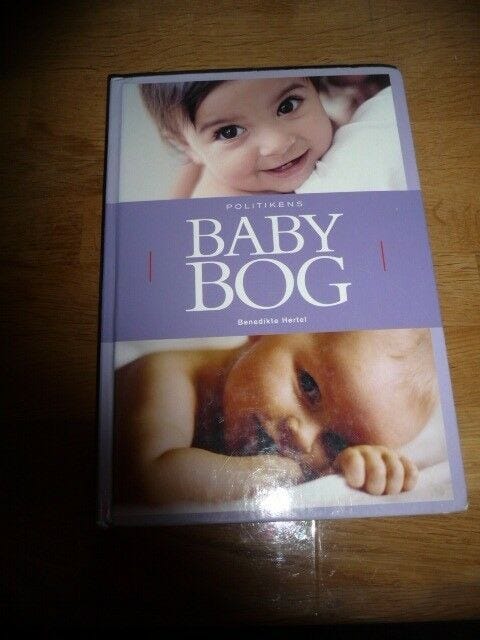 POLITIKENS
BABY
BOG
Benedikte Hertel